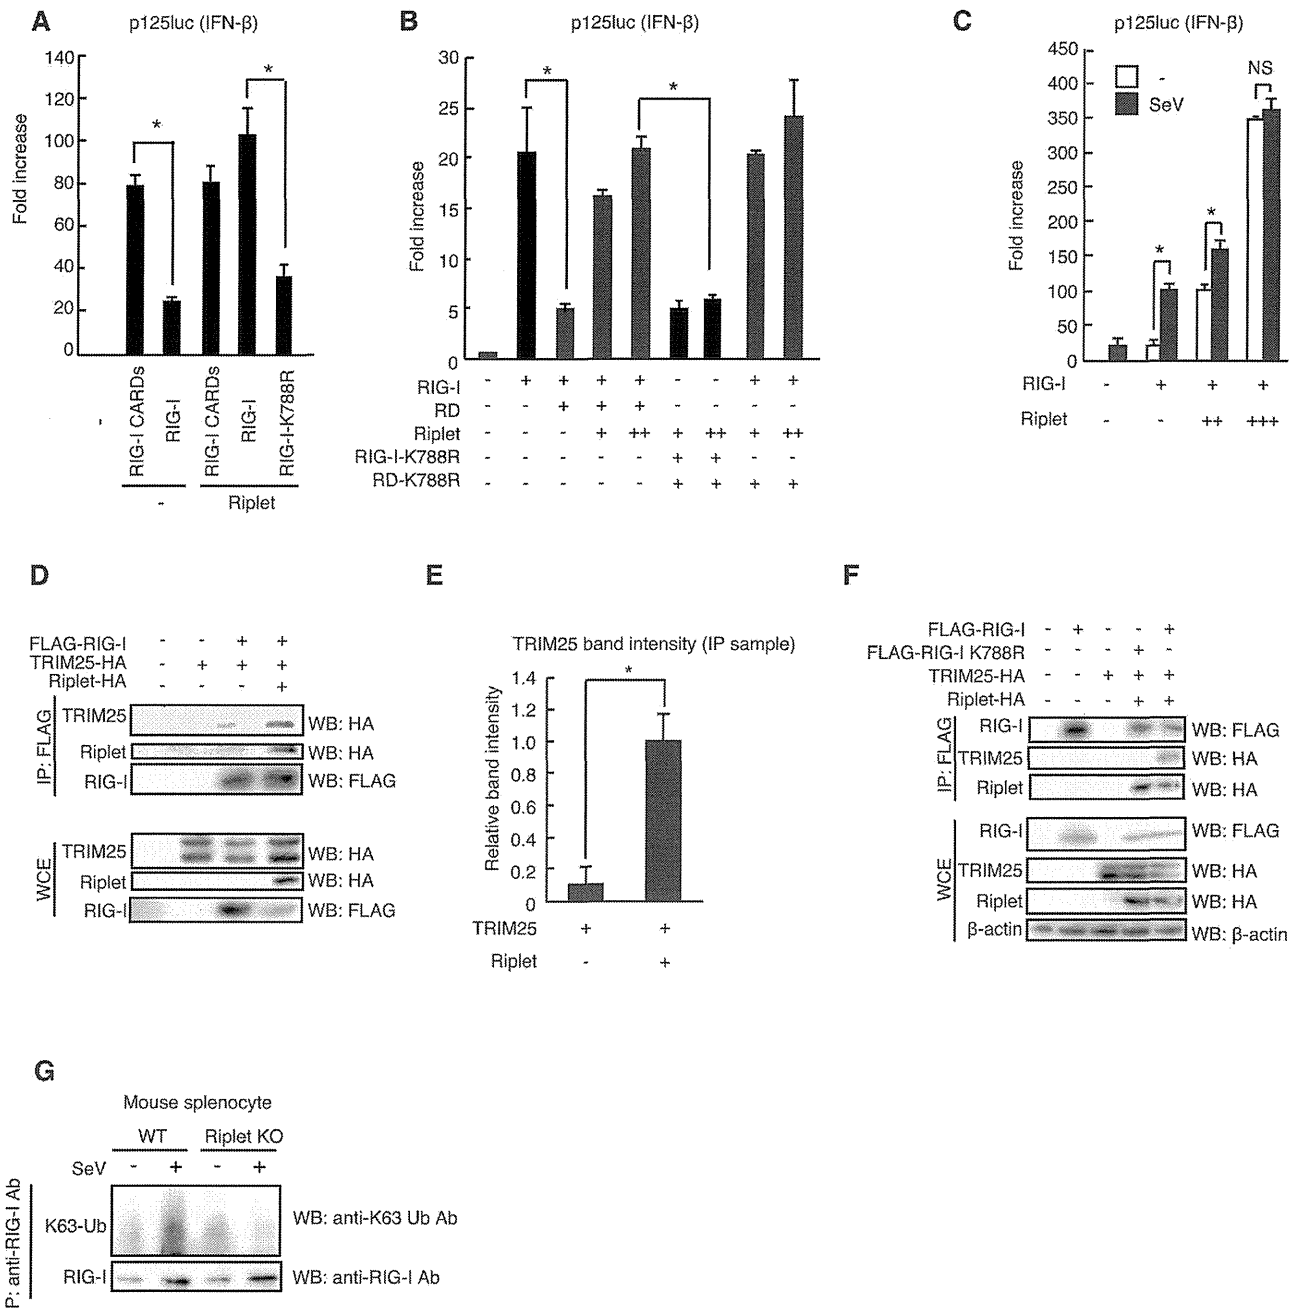 A
p125luc (IFN-β)
Fold increase
140
120
100
80
60
40
20
0
*
*
-
RIG-I CARDs
RIG-I
RIG-I CARDs
RIG-I
RIG-I-K788R
-
Riplet
B
p125luc (IFN-β)
Fold increase
30
25
20
15
10
5
0
*
*
RIG-I - + + + + - - + +
RD - - + + + - - - -
Riplet - - - + ++ + ++ + ++
RIG-I-K788R - - - - - + + - -
RD-K788R - - - - - + + + +
C
p125luc (IFN-β)
Fold increase
450
400
350
300
250
200
150
100
50
0
-
SeV
*
*
NS
RIG-I - + + +
Riplet - - ++ +++
D
FLAG-RIG-I - - + +
TRIM25-HA - + + +
Riplet-HA +
IP: FLAG
TRIM25 WB: HA
Riplet WB: HA
RIG-I WB: FLAG
WCE
TRIM25 WB: HA
Riplet WB: HA
RIG-I WB: FLAG
E
TRIM25 band intensity (IP sample)
Relative band intensity
1.4
1.2
1.0
0.8
0.6
0.4
0.2
0
*
TRIM25 + +
Riplet - +
F
FLAG-RIG-I - + - - +
FLAG-RIG-I K788R - - - + -
TRIM25-HA - - + + +
Riplet-HA - - - + +
IP: FLAG
RIG-I WB: FLAG
TRIM25 WB: HA
Riplet WB: HA
WCE
RIG-I WB: FLAG
TRIM25 WB: HA
Riplet WB: HA
β-actin WB: β-actin
G
Mouse splenocyte
WT Riplet KO
SeV - + - +
P: anti-RIG-I Ab
K63-Ub WB: anti-K63 Ub Ab
RIG-I WB: anti-RIG-I Ab